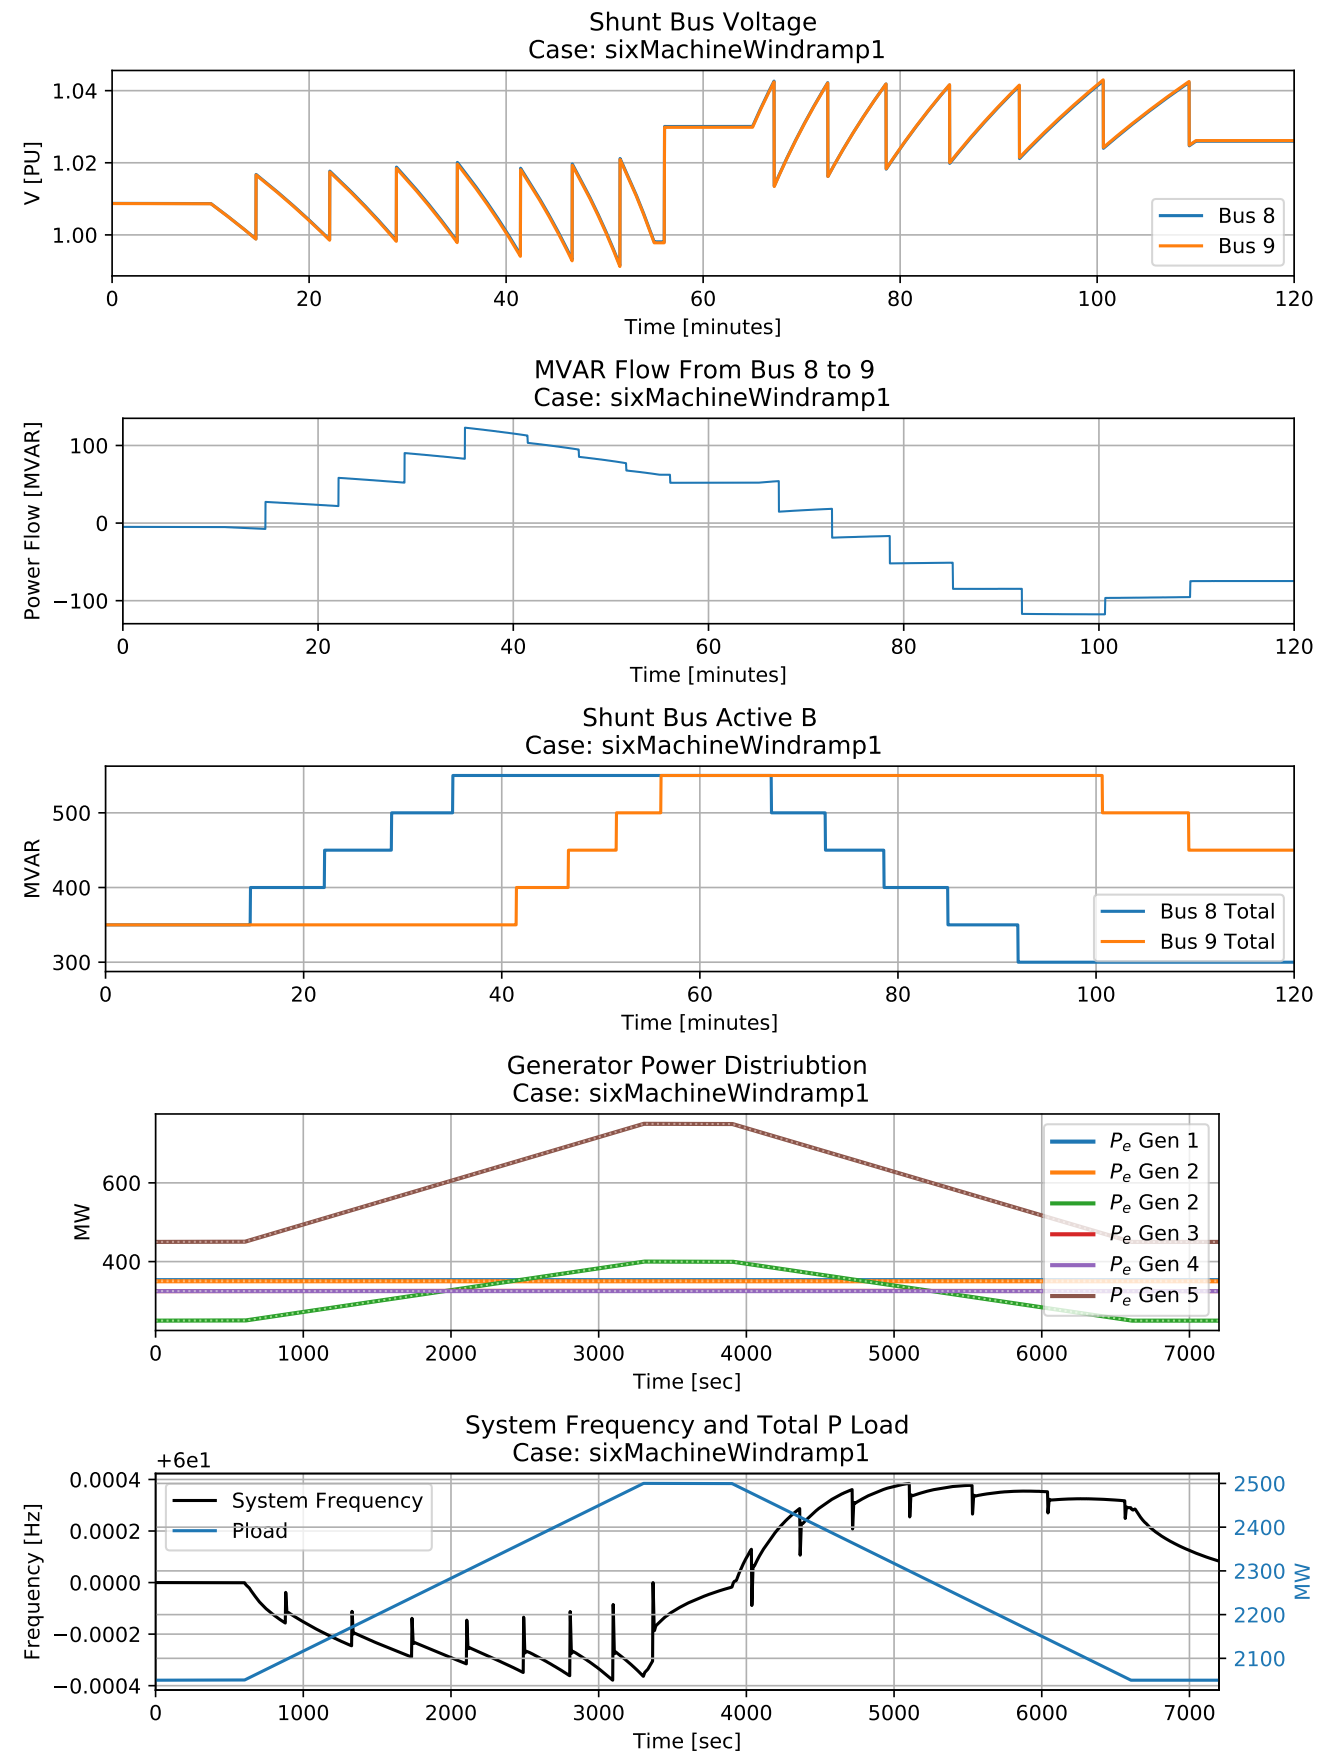 Shunt Bus Voltage
Case: sixMachineWindramp1
V [PU]
1.04
1.02
1.00
Bus 8
Bus 9
0 20 40 60 80 100 120
Time [minutes]
MVAR Flow From Bus 8 to 9
Case: sixMachineWindramp1
Power Flow [MVAR]
100
0
−100
0 20 40 60 80 100 120
Time [minutes]
Shunt Bus Active B
Case: sixMachineWindramp1
MVAR
500
400
300
Bus 8 Total
Bus 9 Total
0 20 40 60 80 100 120
Time [minutes]
Generator Power Distriubtion
Case: sixMachineWindramp1
MW
600
400
Pe Gen 1
Pe Gen 2
Pe Gen 2
Pe Gen 3
Pe Gen 4
Pe Gen 5
0 1000 2000 3000 4000 5000 6000 7000
Time [sec]
System Frequency and Total P Load
Case: sixMachineWindramp1
+6e1
Frequency [Hz]
0.0004
0.0002
0.0000
−0.0002
−0.0004
System Frequency
Pload
2500
2400
2300
2200
2100
MW
0 1000 2000 3000 4000 5000 6000 7000
Time [sec]